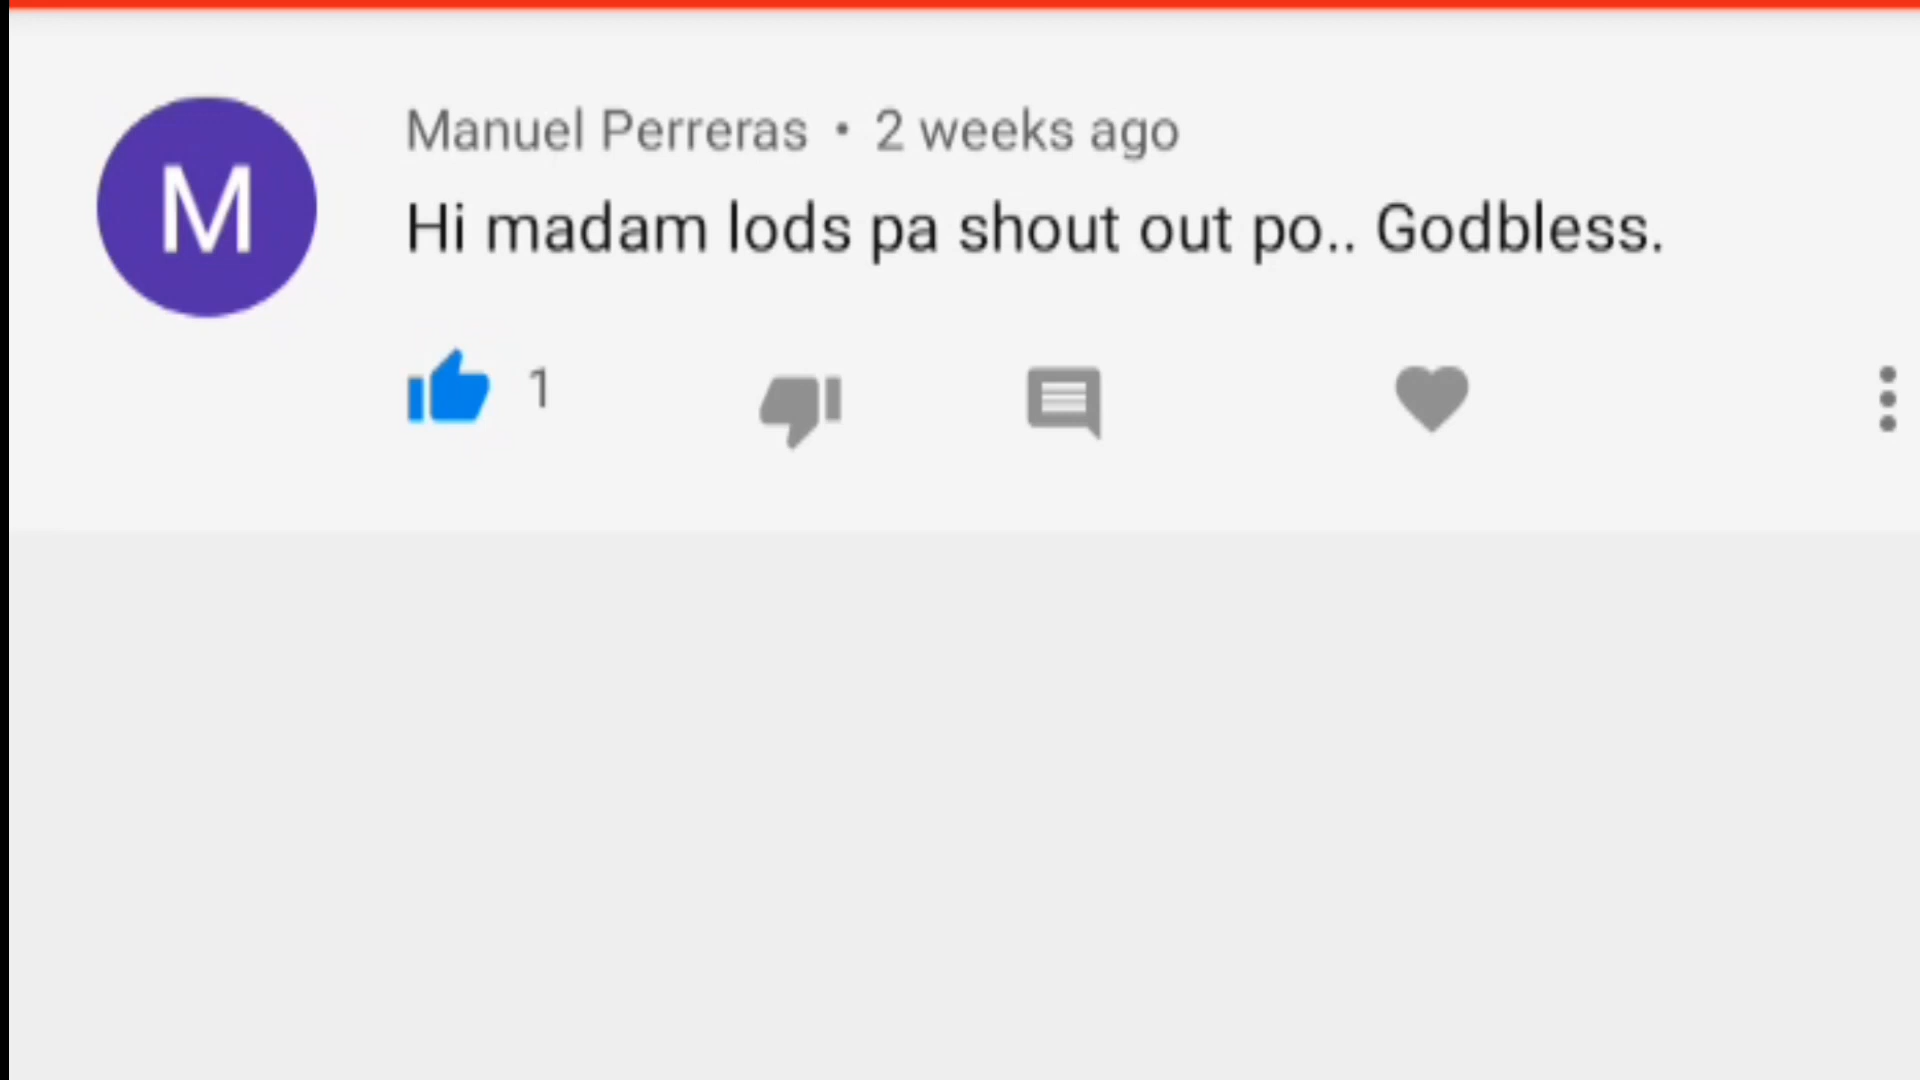 M
Manuel Perreras • 2 weeks ago
Hi madam lods pa shout out po.. Godbless.
1